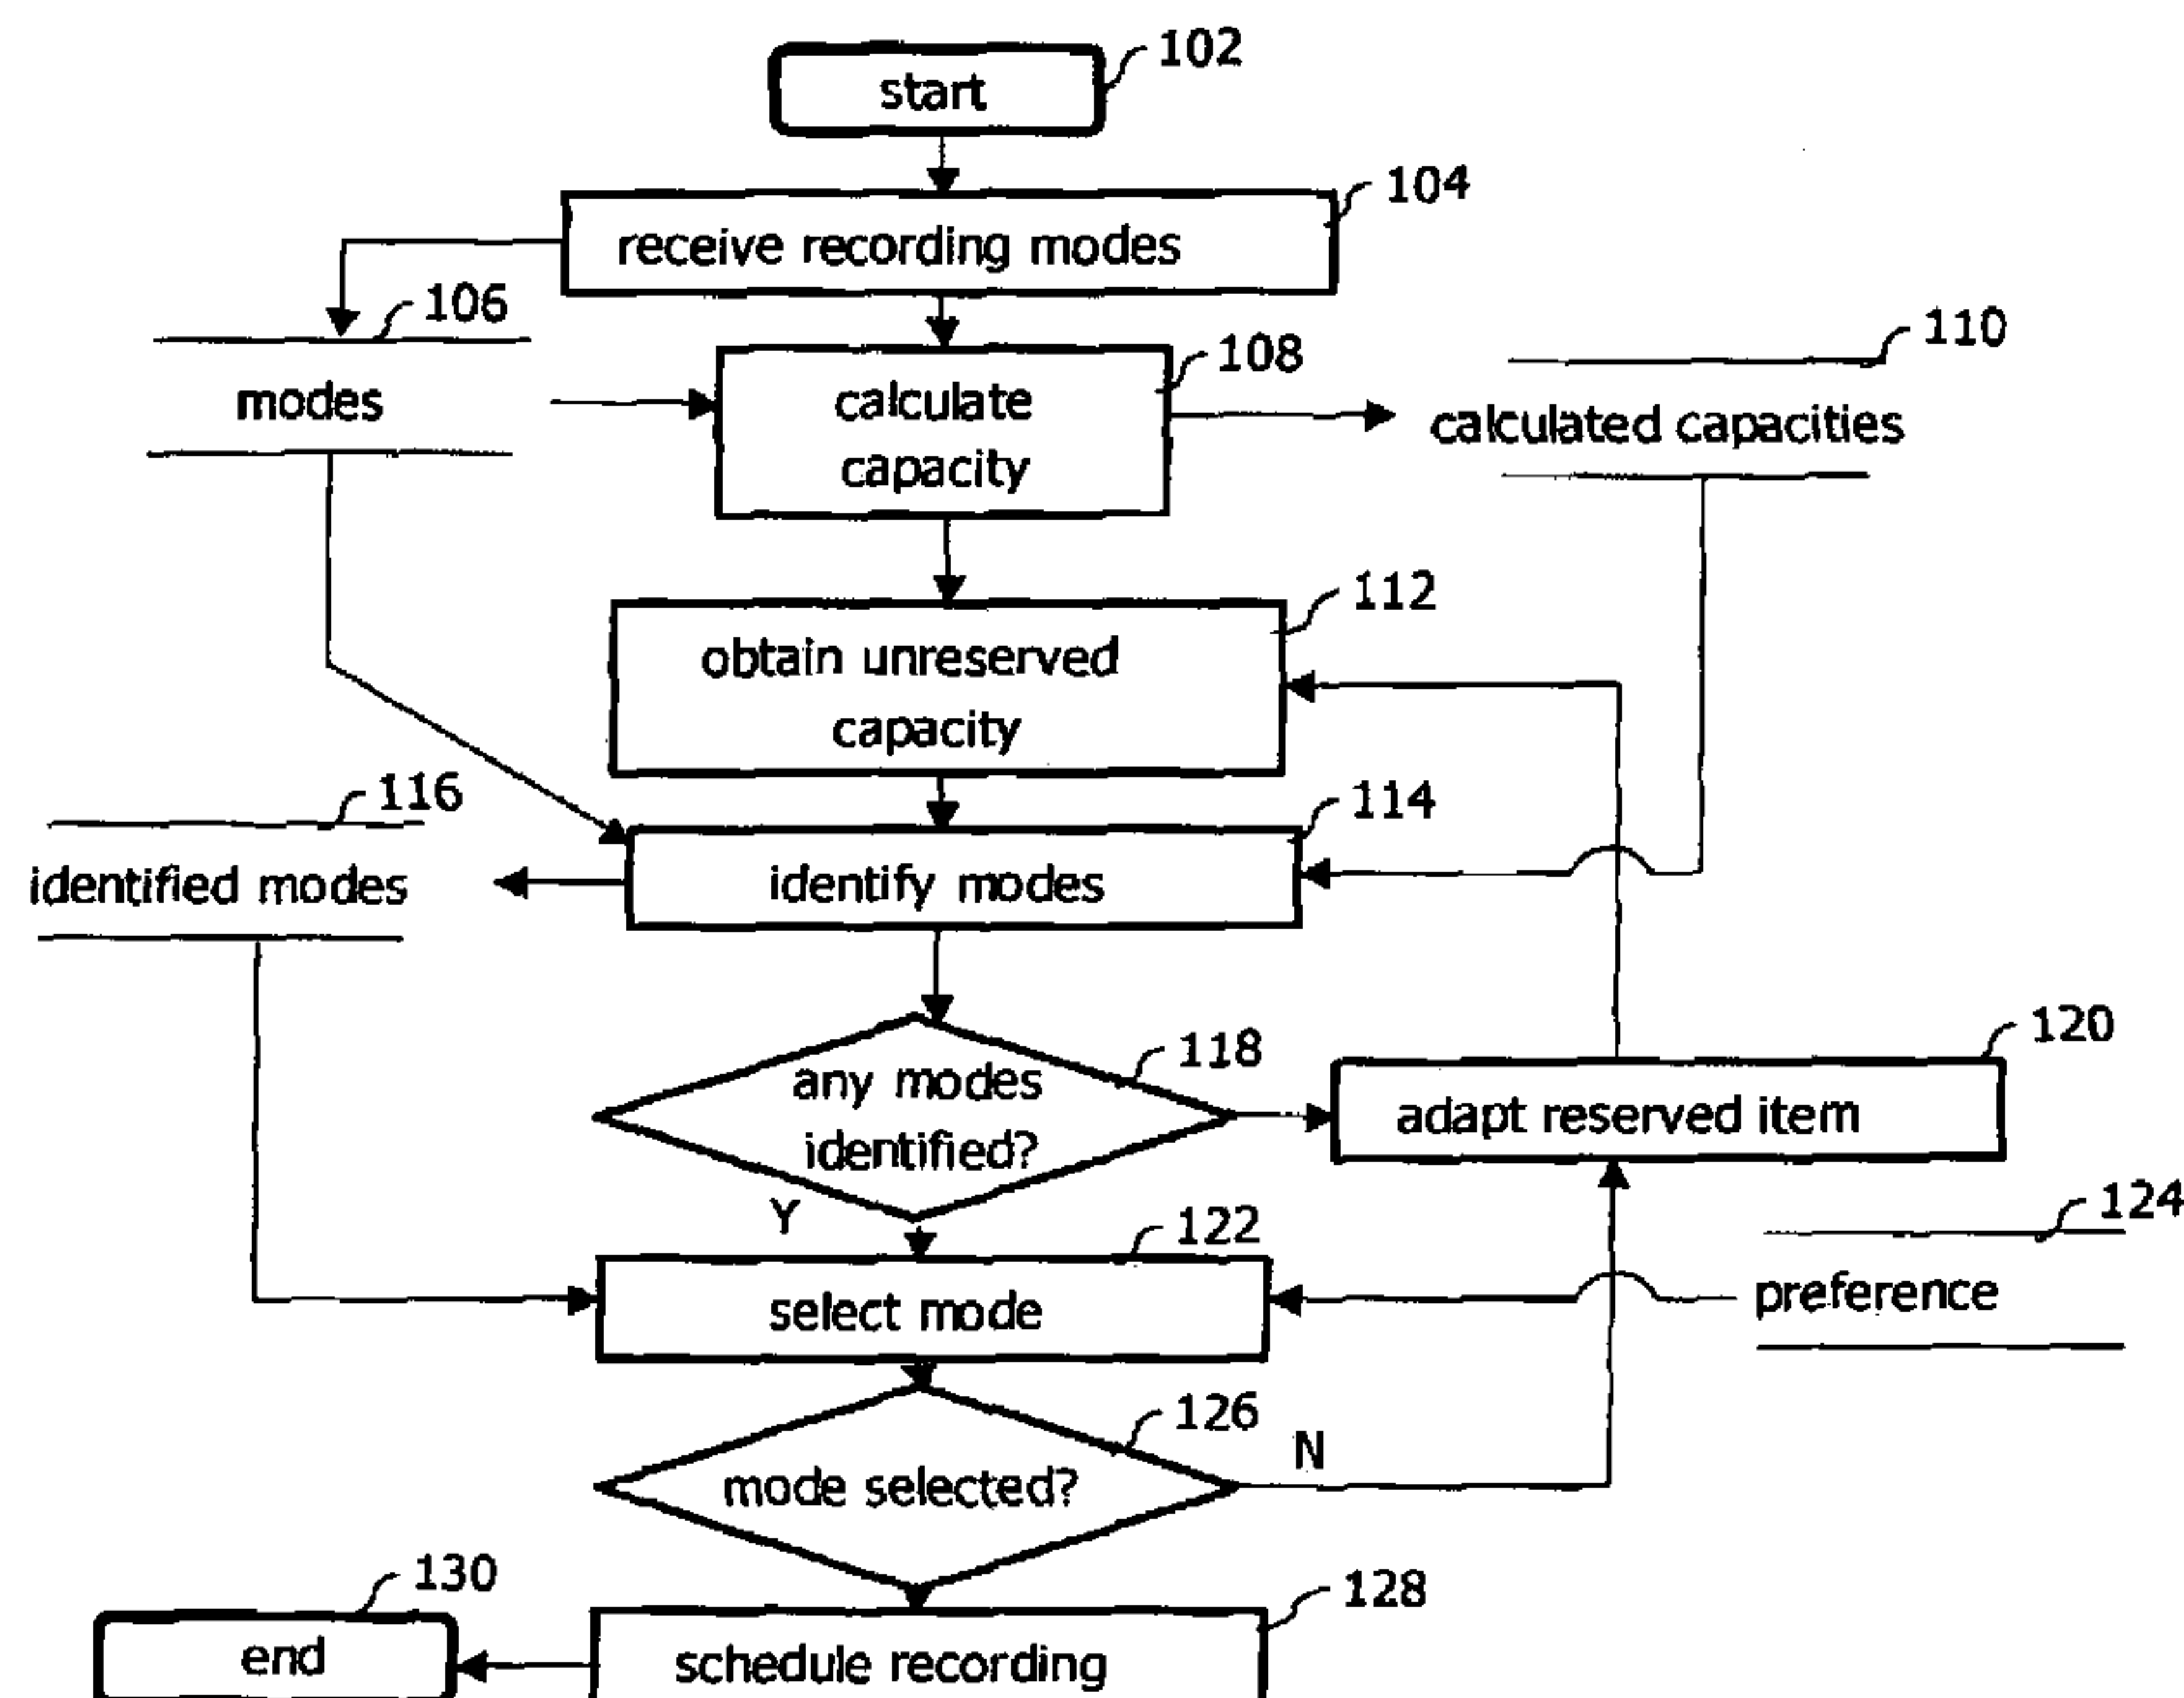 start
102
receive recording modes
104
106
modes
calculate
capacity
108
110
calculated capacities
obtain unreserved
capacity
112
116
identified modes
identify modes
114
any modes
identified?
118
120
adapt reserved item
Y
122
select mode
124
preference
mode selected?
126
N
130
end
schedule recording
128